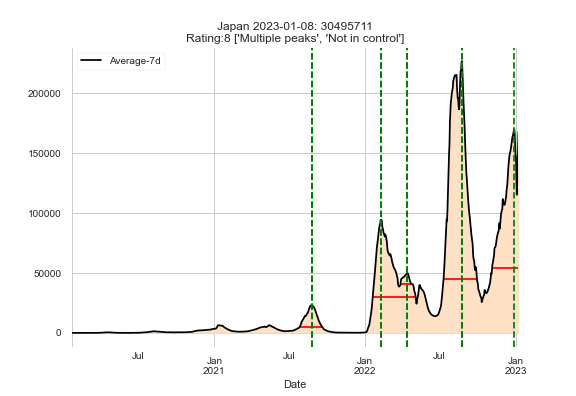 Japan 2023-01-08: 30495711
Rating:8 ['Multiple peaks', 'Not in control']
Average-7d
200000
150000
100000
50000
0
Jul
Jan
2021
Jul
Jan
2022
Jul
Jan
2023
Date